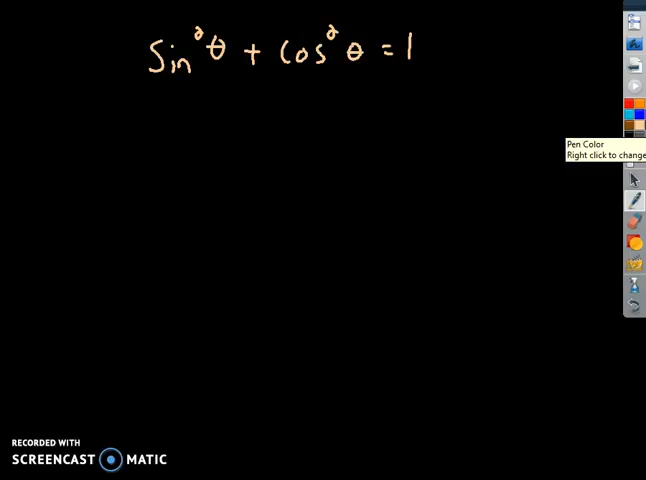 sin²θ + cos²θ = 1
Pen Color
Right click to change
RECORDED WITH
SCREENCAST MATIC